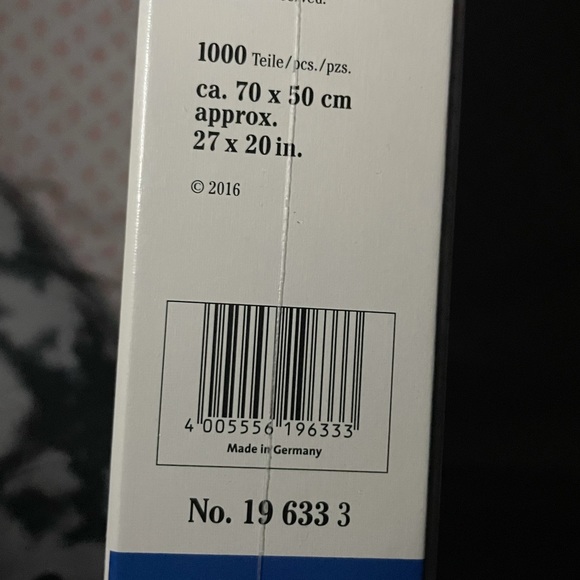 1000 Teile/pcs./pzs.
ca. 70 x 50 cm
approx.
27 x 20 in.
© 2016
4 005556 196333
Made in Germany
No. 19 633 3